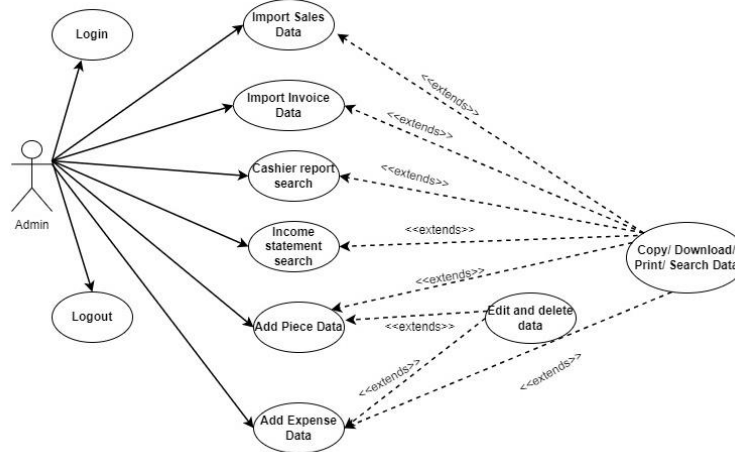 Import Sales
Data
Login
<<extends>>
Import Invoice
Data
<<extends>>
Cashier report
search
<<extends>>
Admin
Income
statement
search
<<extends>>
Copy/ Download/
Print/ Search Data
<<extends>>
Logout
Add Piece Data
<<extends>>
Edit and delete
data
<<extends>>
<<extends>>
Add Expense
Data